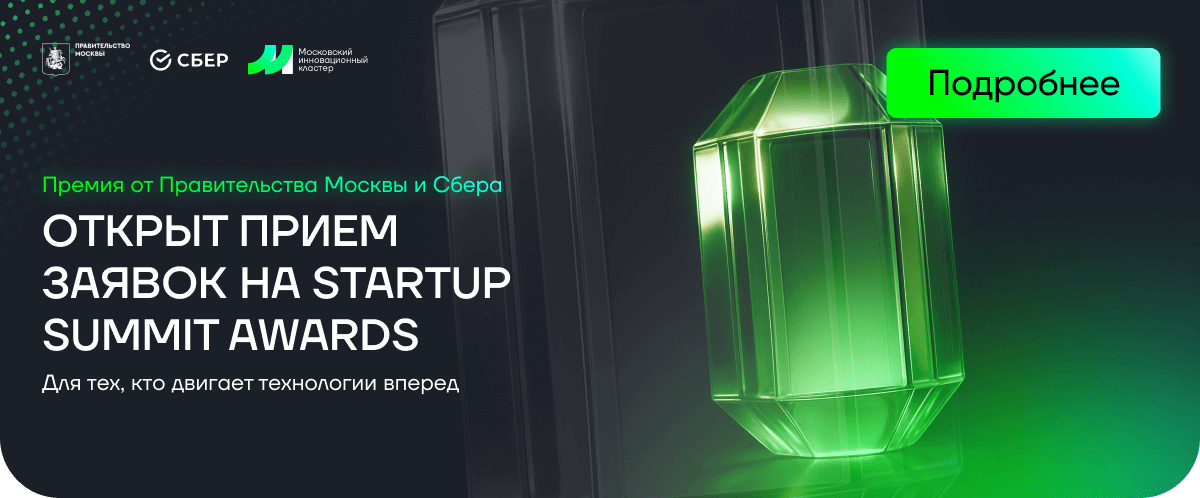 ПРАВИТЕЛЬСТВО
МОСКВЫ
СБЕР
Московский
инновационный
кластер
Подробнее
Премия от Правительства Москвы и Сбера
ОТКРЫТ ПРИЕМ
ЗАЯВОК НА STARTUP
SUMMIT AWARDS
Для тех, кто двигает технологии вперед